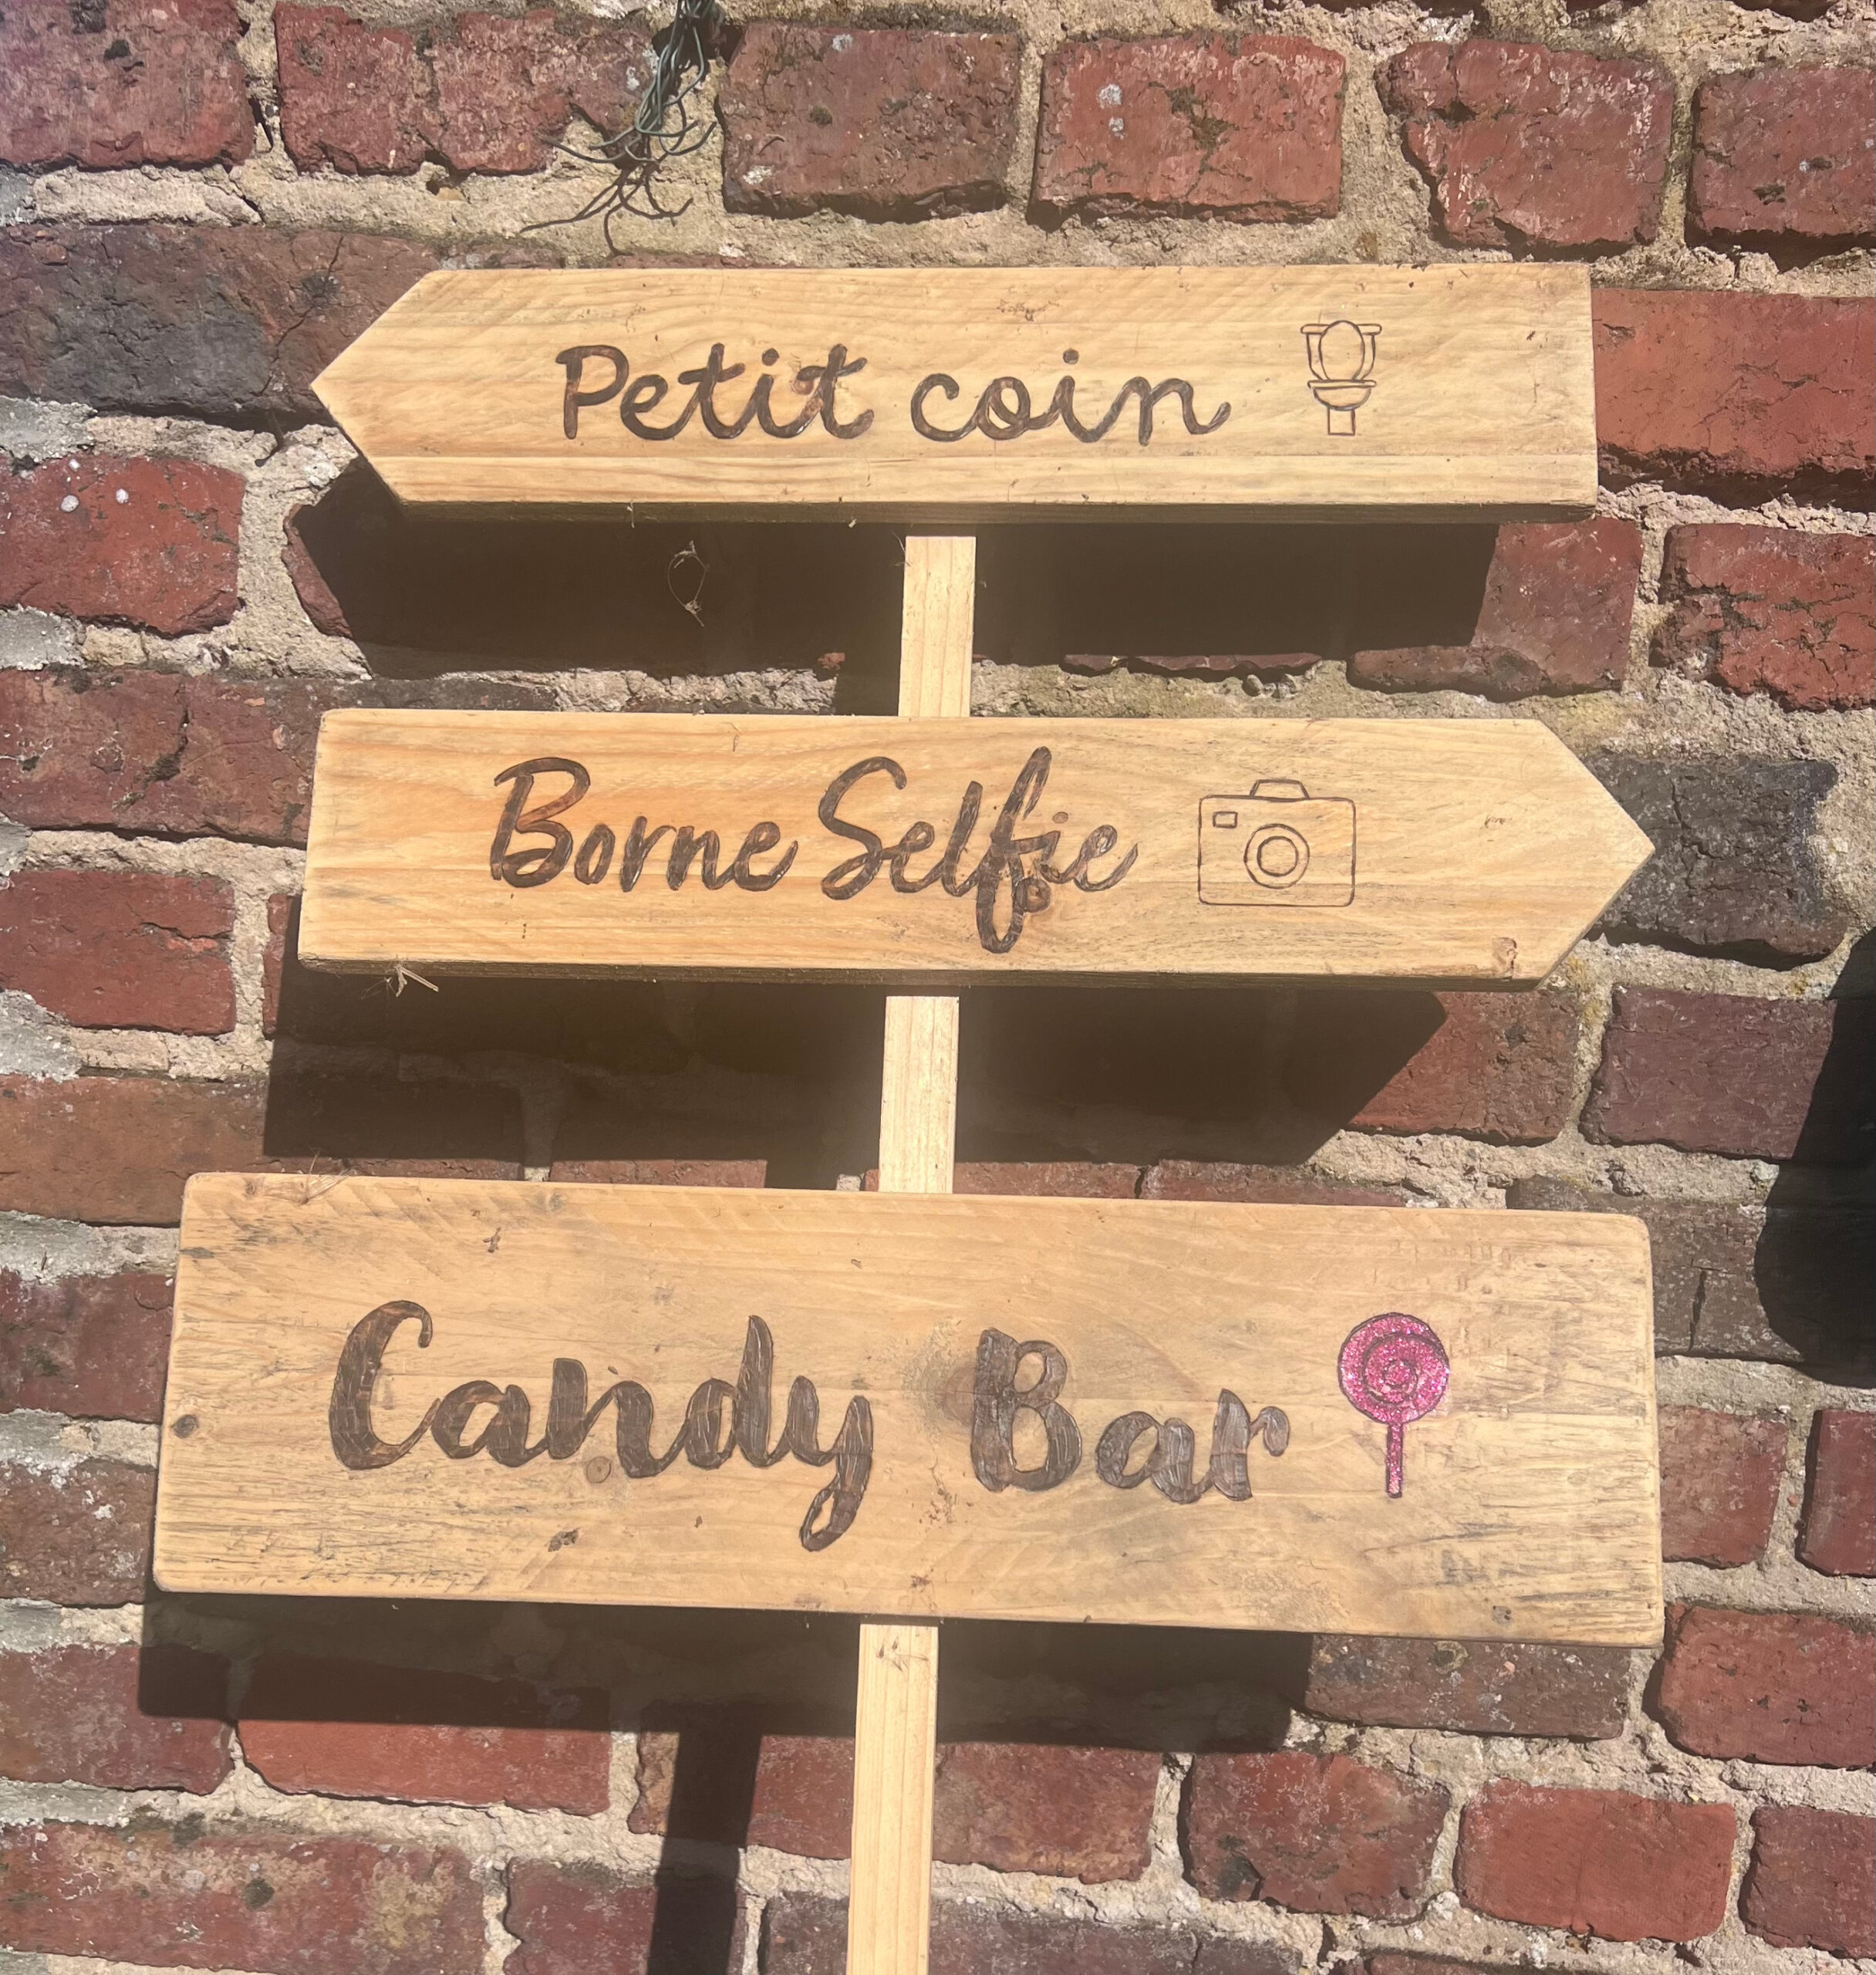 Petit coin
Borne Selfie
Candy Bar